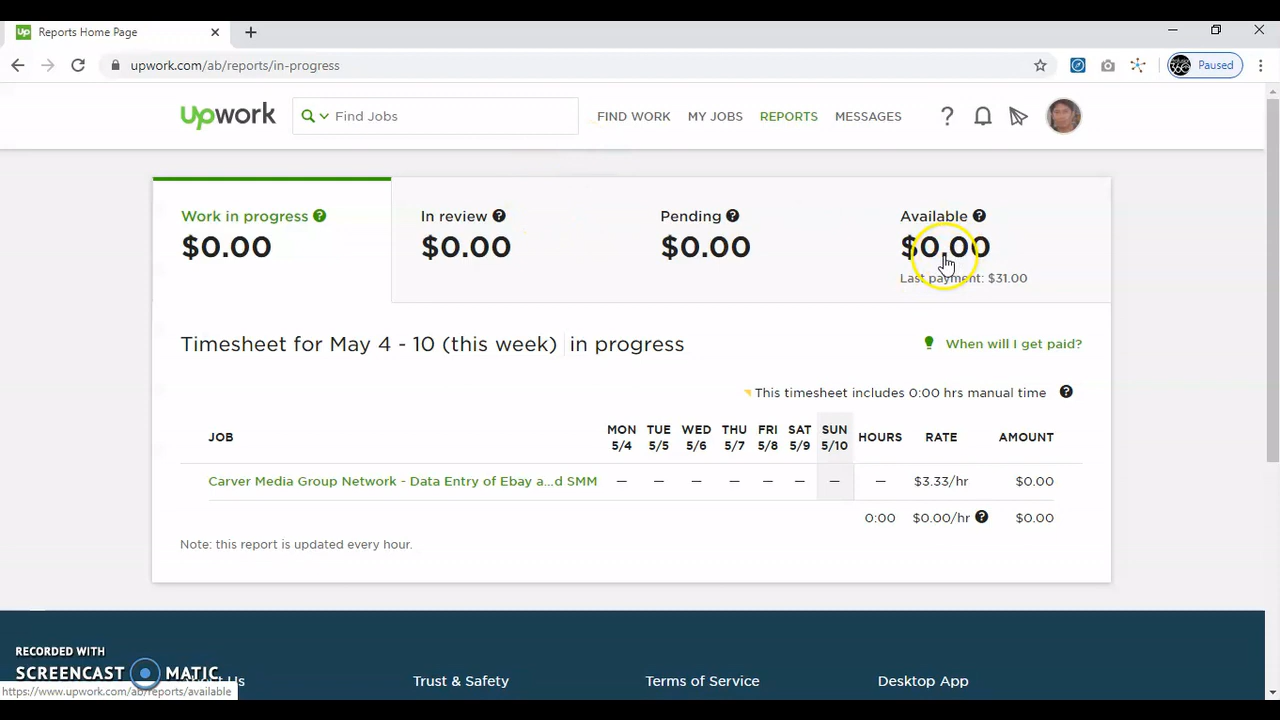 Reports Home Page
upwork.com/ab/reports/in-progress
Paused
upwork
Find Jobs
FIND WORK
MY JOBS
REPORTS
MESSAGES
Work in progress
In review
Pending
Available
$0.00
$0.00
$0.00
$0.00
Last payment: $31.00
Timesheet for May 4 - 10 (this week) in progress
When will I get paid?
This timesheet includes 0:00 hrs manual time
JOB
MON 5/4
TUE 5/5
WED 5/6
THU 5/7
FRI 5/8
SAT 5/9
SUN 5/10
HOURS
RATE
AMOUNT
Carver Media Group Network - Data Entry of Ebay a...d SMM — — — — — — — — $3.33/hr $0.00
0:00 $0.00/hr $0.00
Note: this report is updated every hour.
RECORDED WITH
SCREENCAST MATIC
Us
Trust & Safety
Terms of Service
Desktop App
https://www.upwork.com/ab/reports/available